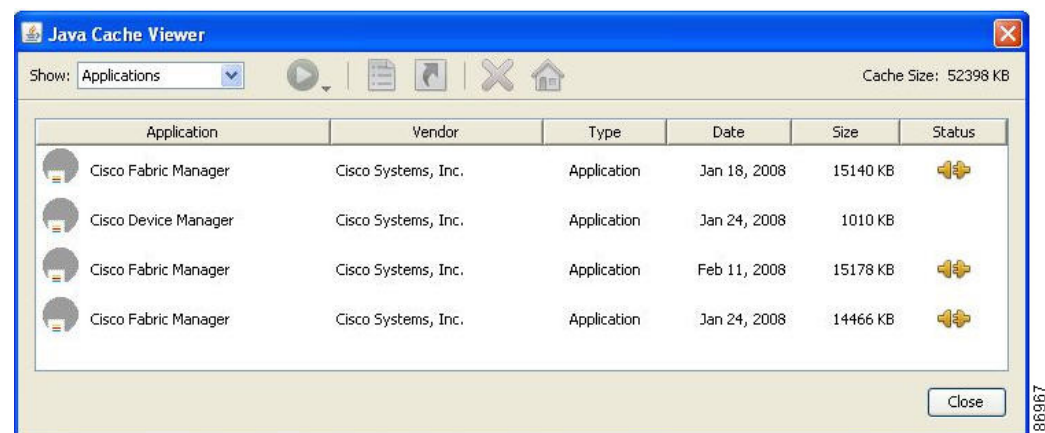 Java Cache Viewer
Show: Applications Cache Size: 52398 KB
Application Vendor Type Date Size Status
Cisco Fabric Manager Cisco Systems, Inc. Application Jan 18, 2008 15140 KB
Cisco Device Manager Cisco Systems, Inc. Application Jan 24, 2008 1010 KB
Cisco Fabric Manager Cisco Systems, Inc. Application Feb 11, 2008 15178 KB
Cisco Fabric Manager Cisco Systems, Inc. Application Jan 24, 2008 14466 KB
Close
86967